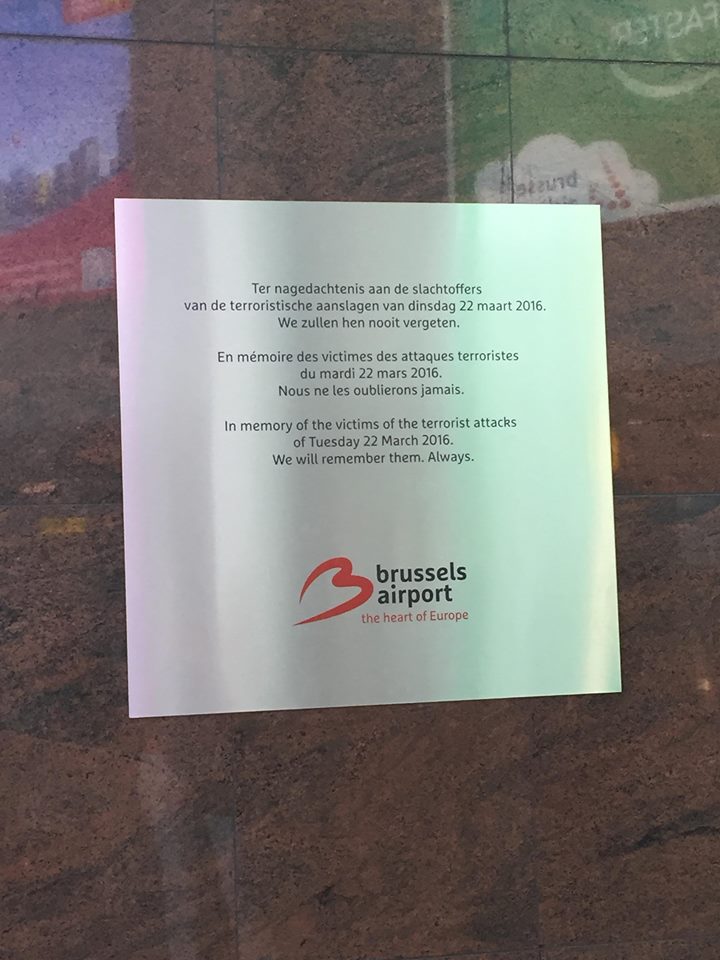 FASTER
brussels
Ter nagedachtenis aan de slachtoffers
van de terroristische aanslagen van dinsdag 22 maart 2016.
We zullen hen nooit vergeten.
En mémoire des victimes des attaques terroristes
du mardi 22 mars 2016.
Nous ne les oublierons jamais.
In memory of the victims of the terrorist attacks
of Tuesday 22 March 2016.
We will remember them. Always.
brussels
airport
the heart of Europe